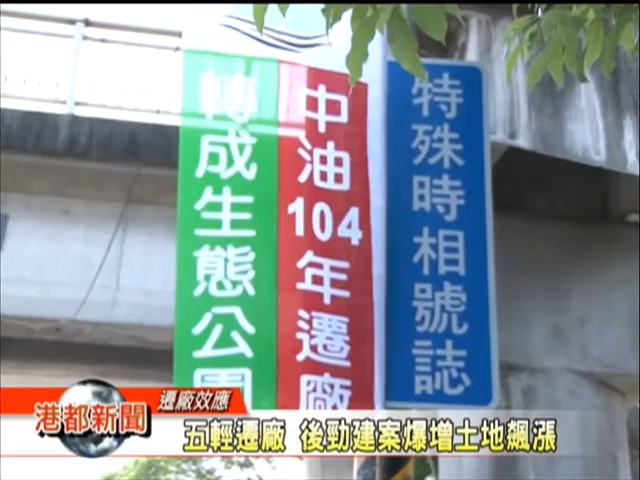 轉成生態公園
中油104年遷廠
特殊時相號誌
遷廠效應
港都新聞
五輕遷廠 後勁建案爆增土地飆漲